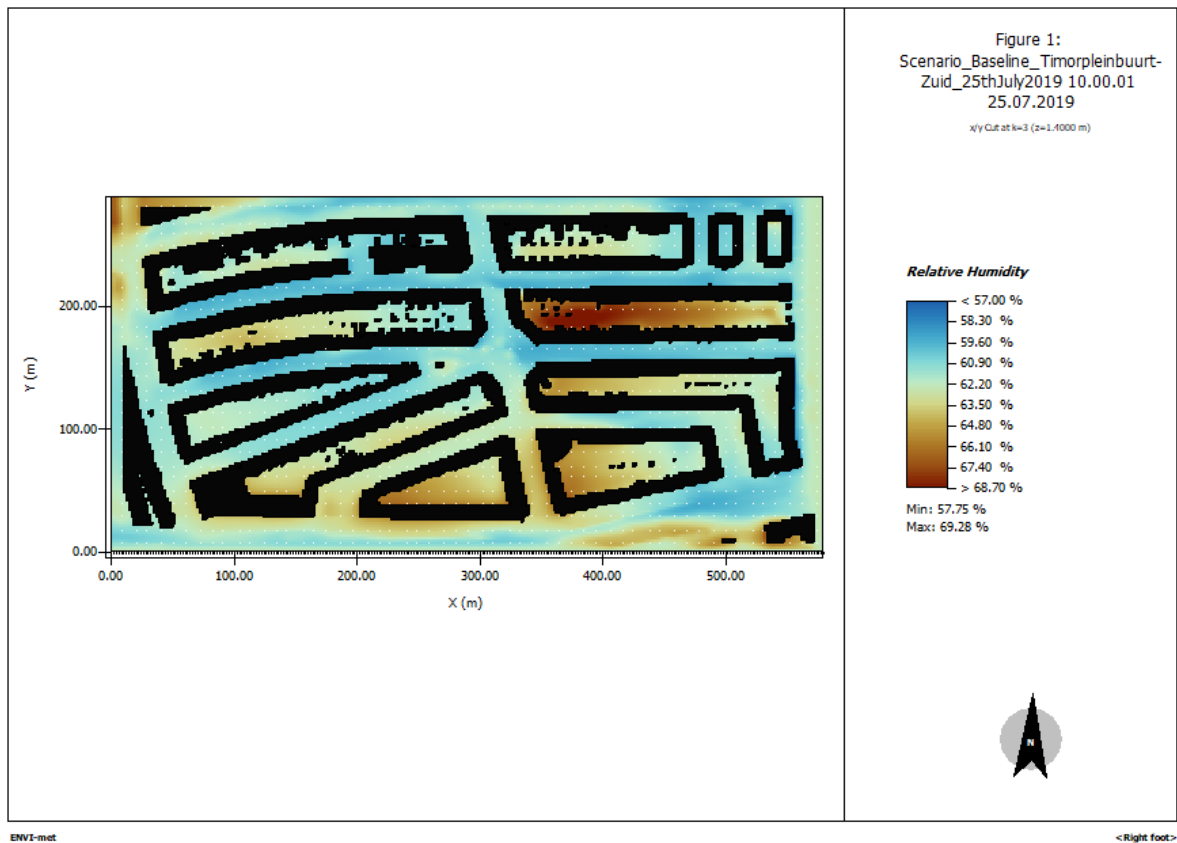 Figure 1:
Scenario_Baseline_Timorpleinbuurt-
Zuid_25thJuly2019 10.00.01
25.07.2019
x/y Cut at k=3 (z=1.4000 m)
200.00
100.00
0.00
Y (m)
0.00 100.00 200.00 300.00 400.00 500.00
X (m)
Relative Humidity
< 57.00 %
58.30 %
59.60 %
60.90 %
62.20 %
63.50 %
64.80 %
66.10 %
67.40 %
> 68.70 %
Min: 57.75 %
Max: 69.28 %
N
ENVI-met
<Right foot>